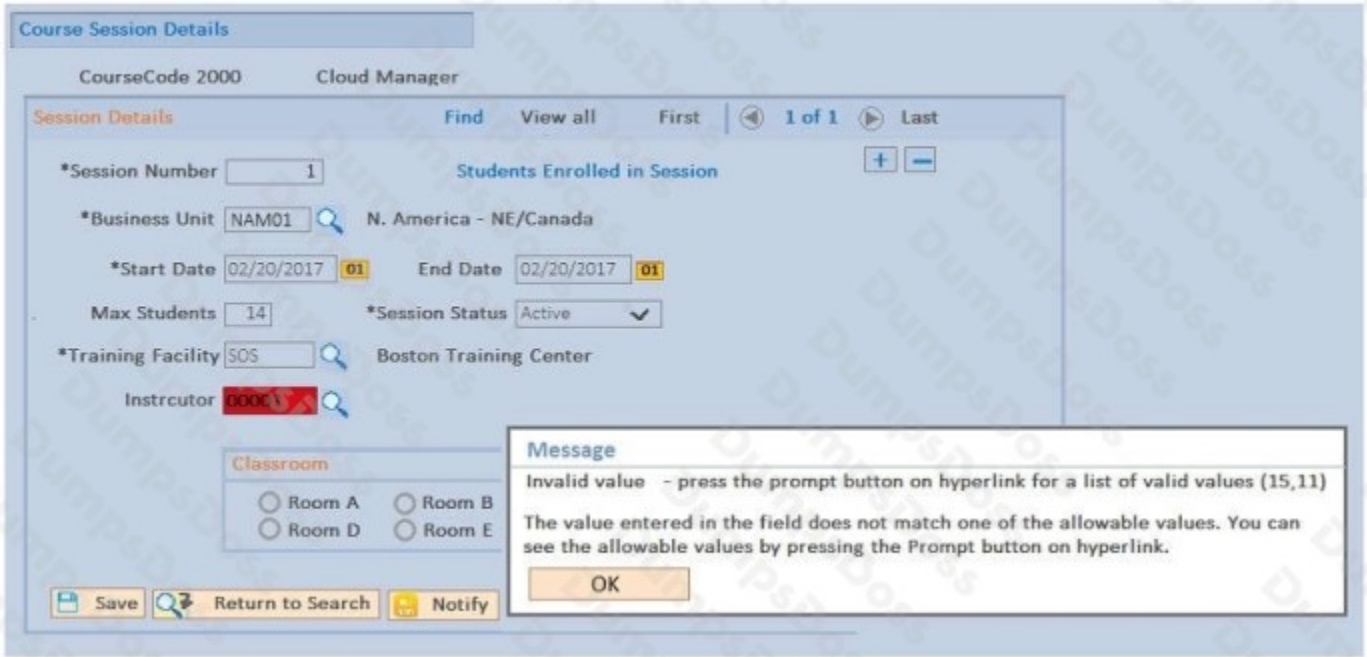 Course Session Details
CourseCode 2000 Cloud Manager
Session Details Find View all First 1 of 1 Last
*Session Number 1 Students Enrolled in Session
*Business Unit NAM01 N. America - NE/Canada
*Start Date 02/20/2017 01 End Date 02/20/2017 01
Max Students 14 *Session Status Active
*Training Facility SOS Boston Training Center
Instrcutor
Classroom
Room A Room B
Room D Room E
Message
Invalid value - press the prompt button on hyperlink for a list of valid values (15,11)
The value entered in the field does not match one of the allowable values. You can
see the allowable values by pressing the Prompt button on hyperlink.
OK
Save Return to Search Notify
DumpsDoss